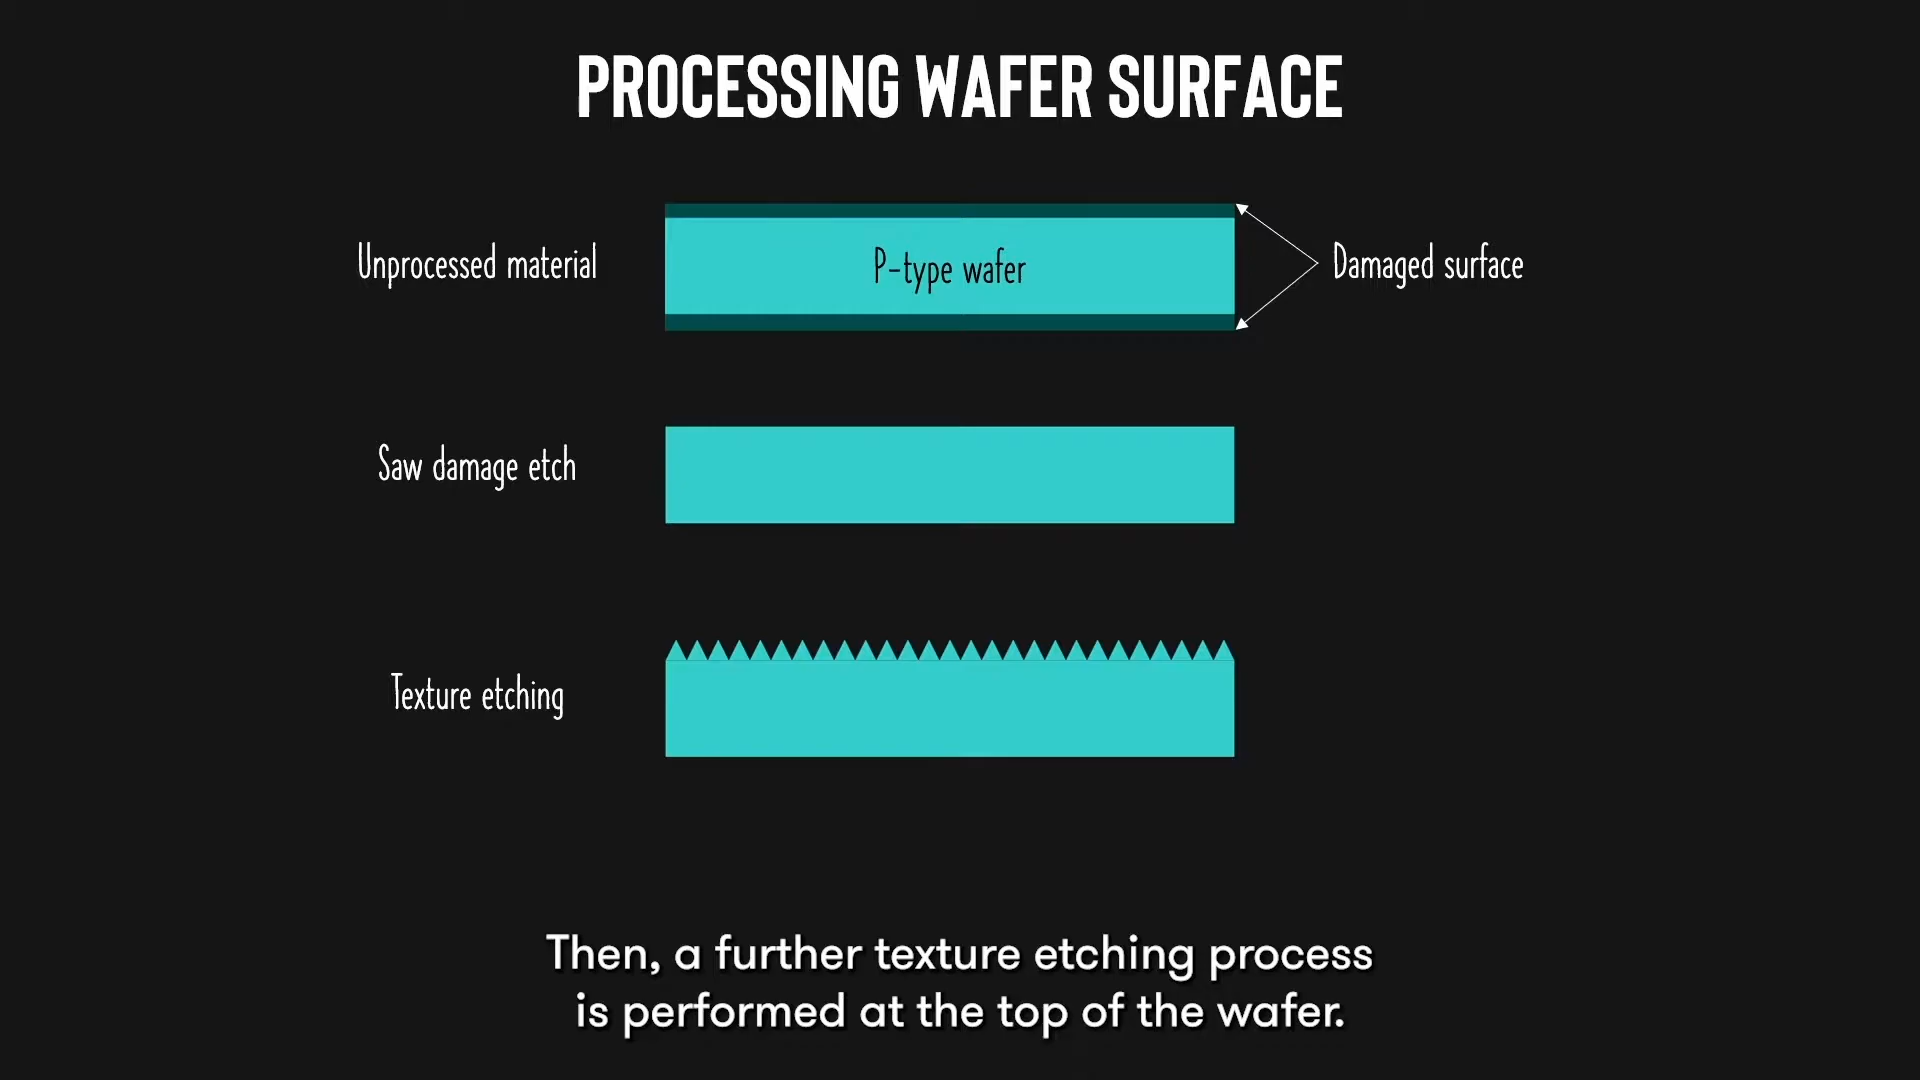 PROCESSING WAFER SURFACE
Unprocessed material
P-type wafer
Damaged surface
Saw damage etch
Texture etching
Then, a further texture etching process
is performed at the top of the wafer.